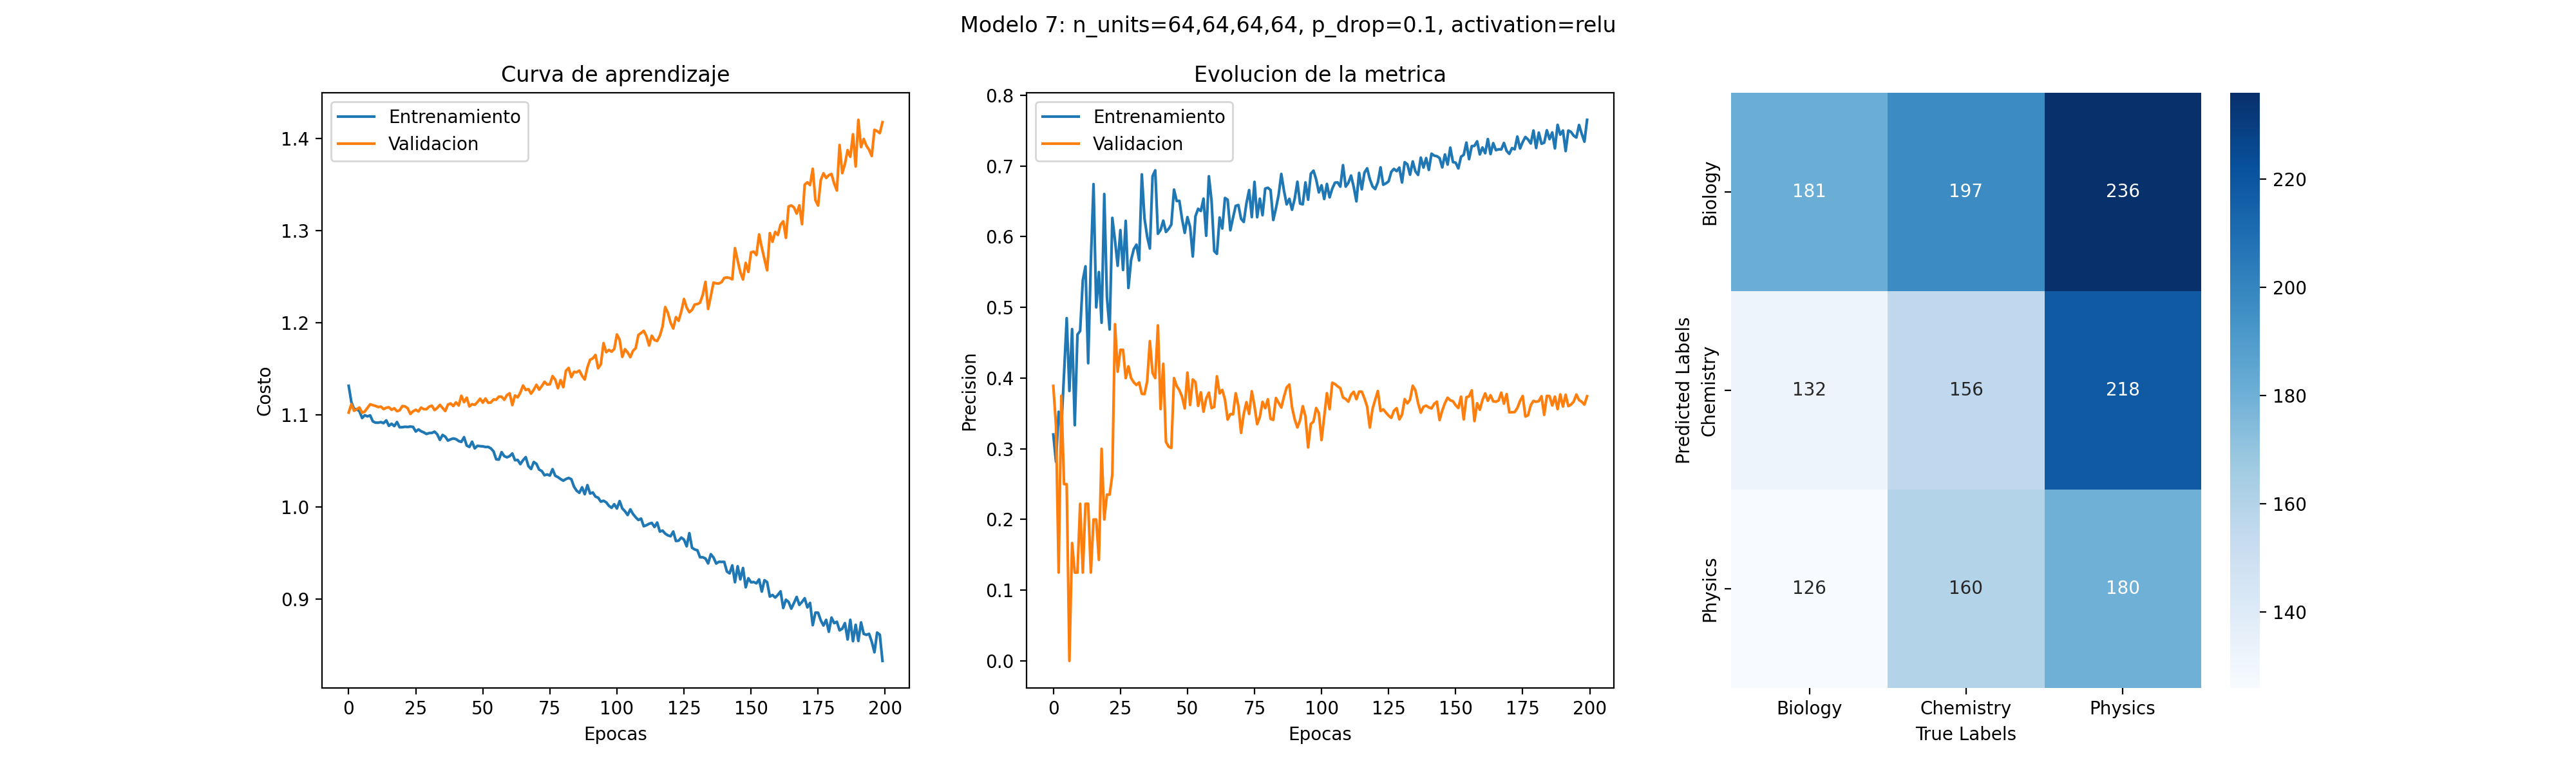 Modelo 7: n_units=64,64,64,64, p_drop=0.1, activation=relu
Curva de aprendizaje
Entrenamiento
Validacion
Costo
1.4
1.3
1.2
1.1
1.0
0.9
0 25 50 75 100 125 150 175 200
Epocas
Evolucion de la metrica
Entrenamiento
Validacion
Precision
0.8
0.7
0.6
0.5
0.4
0.3
0.2
0.1
0.0
0 25 50 75 100 125 150 175 200
Epocas
Predicted Labels
Biology
181 197 236
Chemistry
132 156 218
Physics
126 160 180
Biology Chemistry Physics
True Labels
220
200
180
160
140